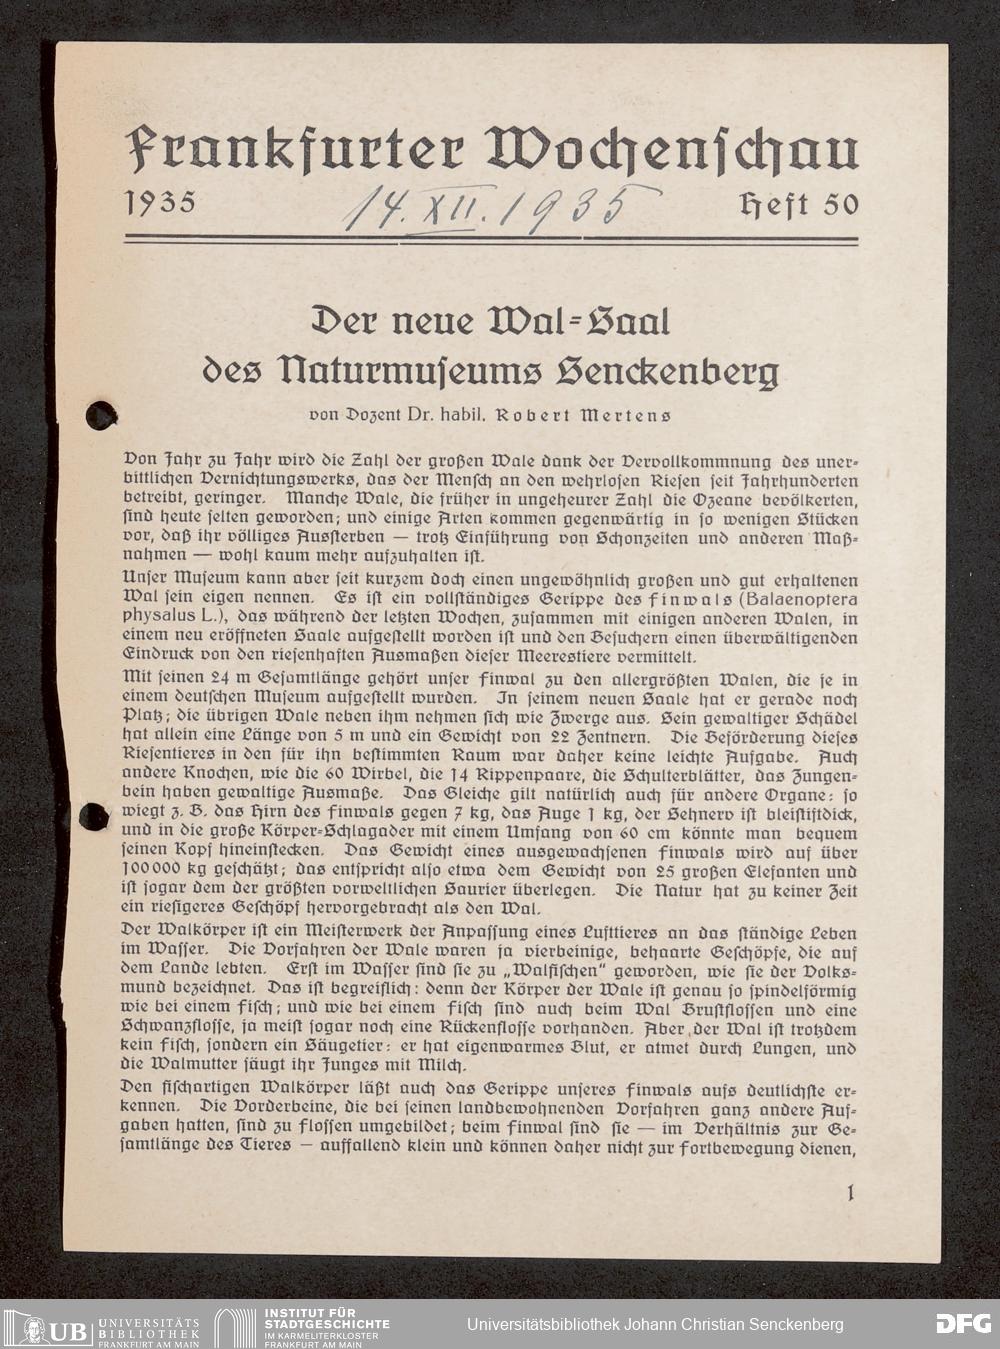 Frankfurter Wochenschau
1935 14. XII. 1935 Heft 50
Der neue Wal-Saal
des Naturmuseums Senckenberg
von Dozent Dr. habil. Robert Mertens
Von Jahr zu Jahr wird die Zahl der großen Wale dank der Vervollkommnung des uner-
bittlichen Vernichtungswerks, das der Mensch an den wehrlosen Riesen seit Jahrhunderten
betreibt, geringer. Manche Wale, die früher in ungeheurer Zahl die Ozeane bevölkerten,
sind heute selten geworden; und einige Arten kommen gegenwärtig in so wenigen Stücken
vor, daß ihr völliges Aussterben — trotz Einführung von Schonzeiten und anderen Maß-
nahmen — wohl kaum mehr aufzuhalten ist.
Unser Museum kann aber seit kurzem doch einen ungewöhnlich großen und gut erhaltenen
Wal sein eigen nennen. Es ist ein vollständiges Gerippe des Finwals (Balaenoptera
physalus L.), das während der letzten Wochen, zusammen mit einigen anderen Walen, in
einem neu eröffneten Saale aufgestellt worden ist und den Besuchern einen überwältigenden
Eindruck von den riesenhaften Ausmaßen dieser Meerestiere vermittelt.
Mit seinen 24 m Gesamtlänge gehört unser Finwal zu den allergrößten Walen, die je in
einem deutschen Museum aufgestellt wurden. In seinem neuen Saale hat er gerade noch
Platz; die übrigen Wale neben ihm nehmen sich wie Zwerge aus. Sein gewaltiger Schädel
hat allein eine Länge von 5 m und ein Gewicht von 22 Zentnern. Die Beförderung dieses
Riesentieres in den für ihn bestimmten Raum war daher keine leichte Aufgabe. Auch
andere Knochen, wie die 60 Wirbel, die 14 Rippenpaare, die Schulterblätter, das Zungen-
bein haben gewaltige Ausmaße. Das Gleiche gilt natürlich auch für andere Organe: so
wiegt z. B. das Hirn des Finwals gegen 7 kg, das Auge 1 kg, der Sehnerv ist bleistiftdick,
und in die große Körper-Schlagader mit einem Umfang von 60 cm könnte man bequem
seinen Kopf hineinstecken. Das Gewicht eines ausgewachsenen Finwals wird auf über
100000 kg geschätzt; das entspricht also etwa dem Gewicht von 25 großen Elefanten und
ist sogar dem der größten vorweltlichen Saurier überlegen. Die Natur hat zu keiner Zeit
ein riesigeres Geschöpf hervorgebracht als den Wal.
Der Walkörper ist ein Meisterwerk der Anpassung eines Lufttieres an das ständige Leben
im Wasser. Die Vorfahren der Wale waren ja vierbeinige, behaarte Geschöpfe, die auf
dem Lande lebten. Erst im Wasser sind sie zu „Walfischen“ geworden, wie sie der Volks-
mund bezeichnet. Das ist begreiflich: denn der Körper der Wale ist genau so spindelförmig
wie bei einem Fisch; und wie bei einem Fisch sind auch beim Wal Brustflossen und eine
Schwanzflosse, ja meist sogar noch eine Rückenflosse vorhanden. Aber der Wal ist trotzdem
kein Fisch, sondern ein Säugetier: er hat eigenwarmes Blut, er atmet durch Lungen, und
die Walmutter säugt ihr Junges mit Milch.
Den fischartigen Walkörper läßt auch das Gerippe unseres Finwals aufs deutlichste er-
kennen. Die Vorderbeine, die bei seinen landbewohnenden Vorfahren ganz andere Auf-
gaben hatten, sind zu Flossen umgebildet; beim Finwal sind sie — im Verhältnis zur Ge-
samtlänge des Tieres — auffallend klein und können daher nicht zur Fortbewegung dienen,
1
UB UNIVERSITÄTS
BIBLIOTHEK
FRANKFURT AM MAIN
INSTITUT FÜR
STADTGESCHICHTE
IM KARMELITERKLOSTER
FRANKFURT AM MAIN
Universitätsbibliothek Johann Christian Senckenberg
DFG